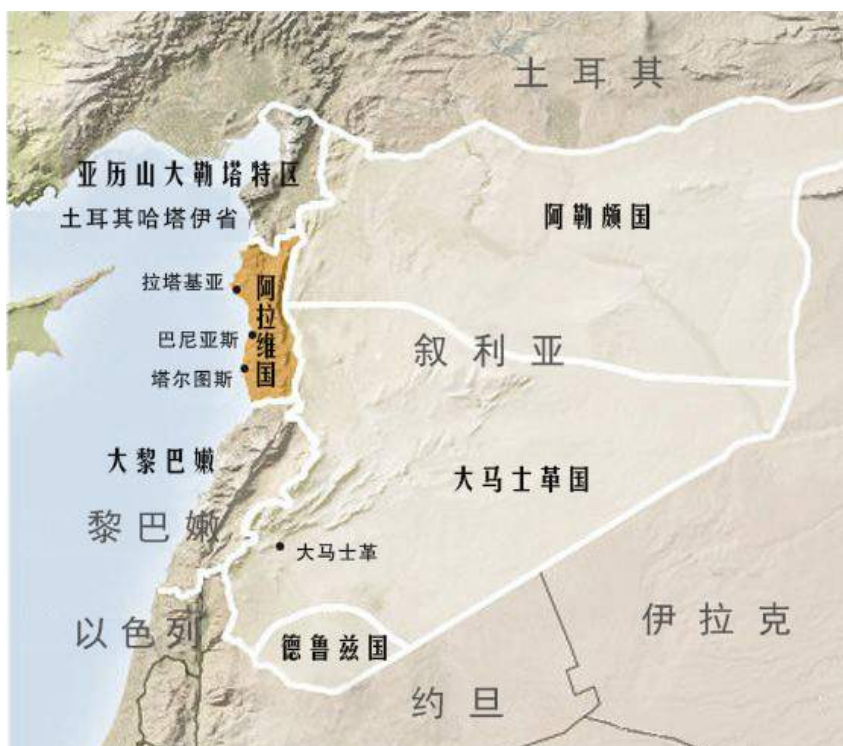 土耳其
亚历山大勒塔特区
土耳其哈塔伊省
阿勒颇国
拉塔基亚
阿拉维国
巴尼亚斯
叙利亚
塔尔图斯
大黎巴嫩
大马士革国
黎巴嫩
大马士革
以色列
德鲁兹国
伊拉克
约旦